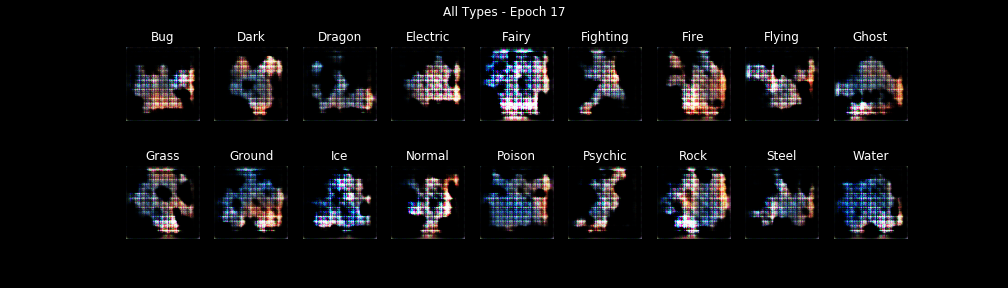 All Types - Epoch 17
Bug Dark Dragon Electric Fairy Fighting Fire Flying Ghost
Grass Ground Ice Normal Poison Psychic Rock Steel Water